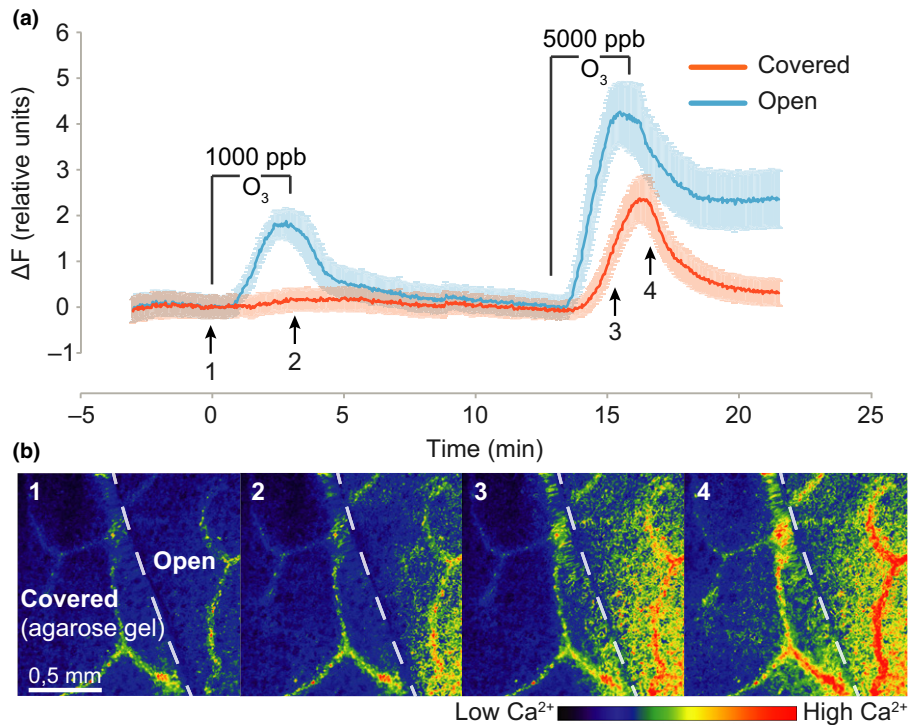 (a)
6
5
4
3
2
1
0
–1
ΔF (relative units)
1000 ppb
O₃
5000 ppb
O₃
Covered
Open
1
2
3
4
–5
0
5
10
15
20
25
Time (min)
(b)
1
2
3
4
Open
Covered
(agarose gel)
0,5 mm
Low Ca²⁺
High Ca²⁺